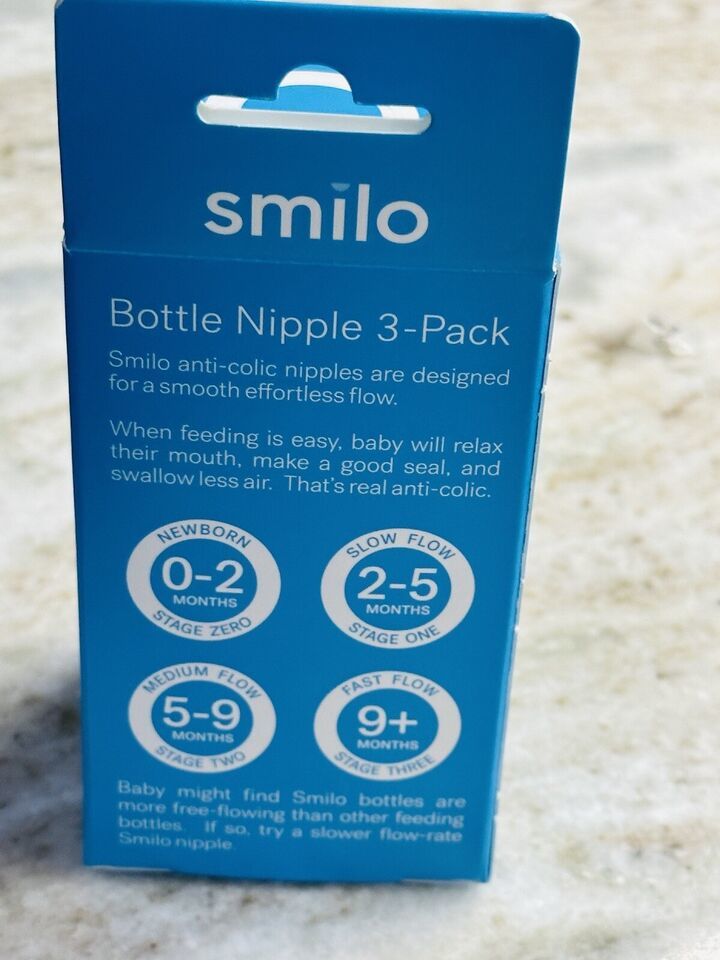 smilo
Bottle Nipple 3-Pack
Smilo anti-colic nipples are designed
for a smooth effortless flow.
When feeding is easy, baby will relax
their mouth, make a good seal, and
swallow less air. That's real anti-colic.
NEWBORN
0-2
MONTHS
STAGE ZERO
SLOW FLOW
2-5
MONTHS
STAGE ONE
MEDIUM FLOW
5-9
MONTHS
STAGE TWO
FAST FLOW
9+
MONTHS
STAGE THREE
Baby might find Smilo bottles are
more free-flowing than other feeding
bottles. If so, try a slower flow-rate
Smilo nipple.